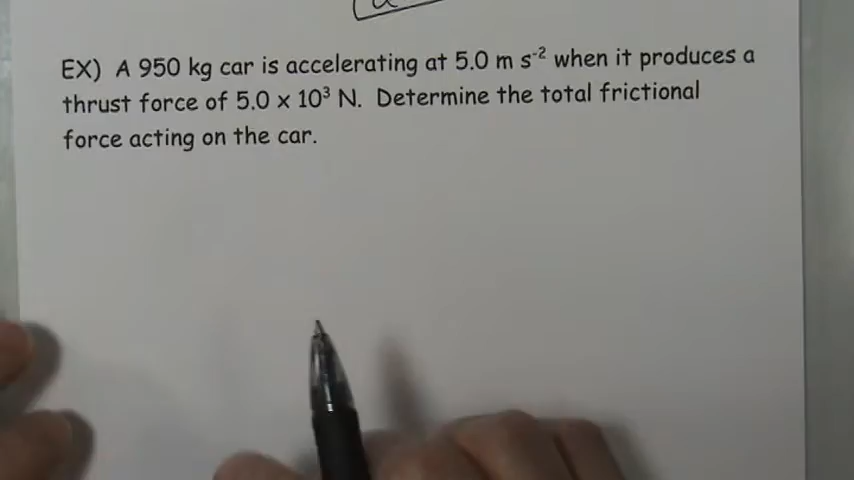 EX) A 950 kg car is accelerating at 5.0 m s⁻² when it produces a
thrust force of 5.0 x 10³ N. Determine the total frictional
force acting on the car.